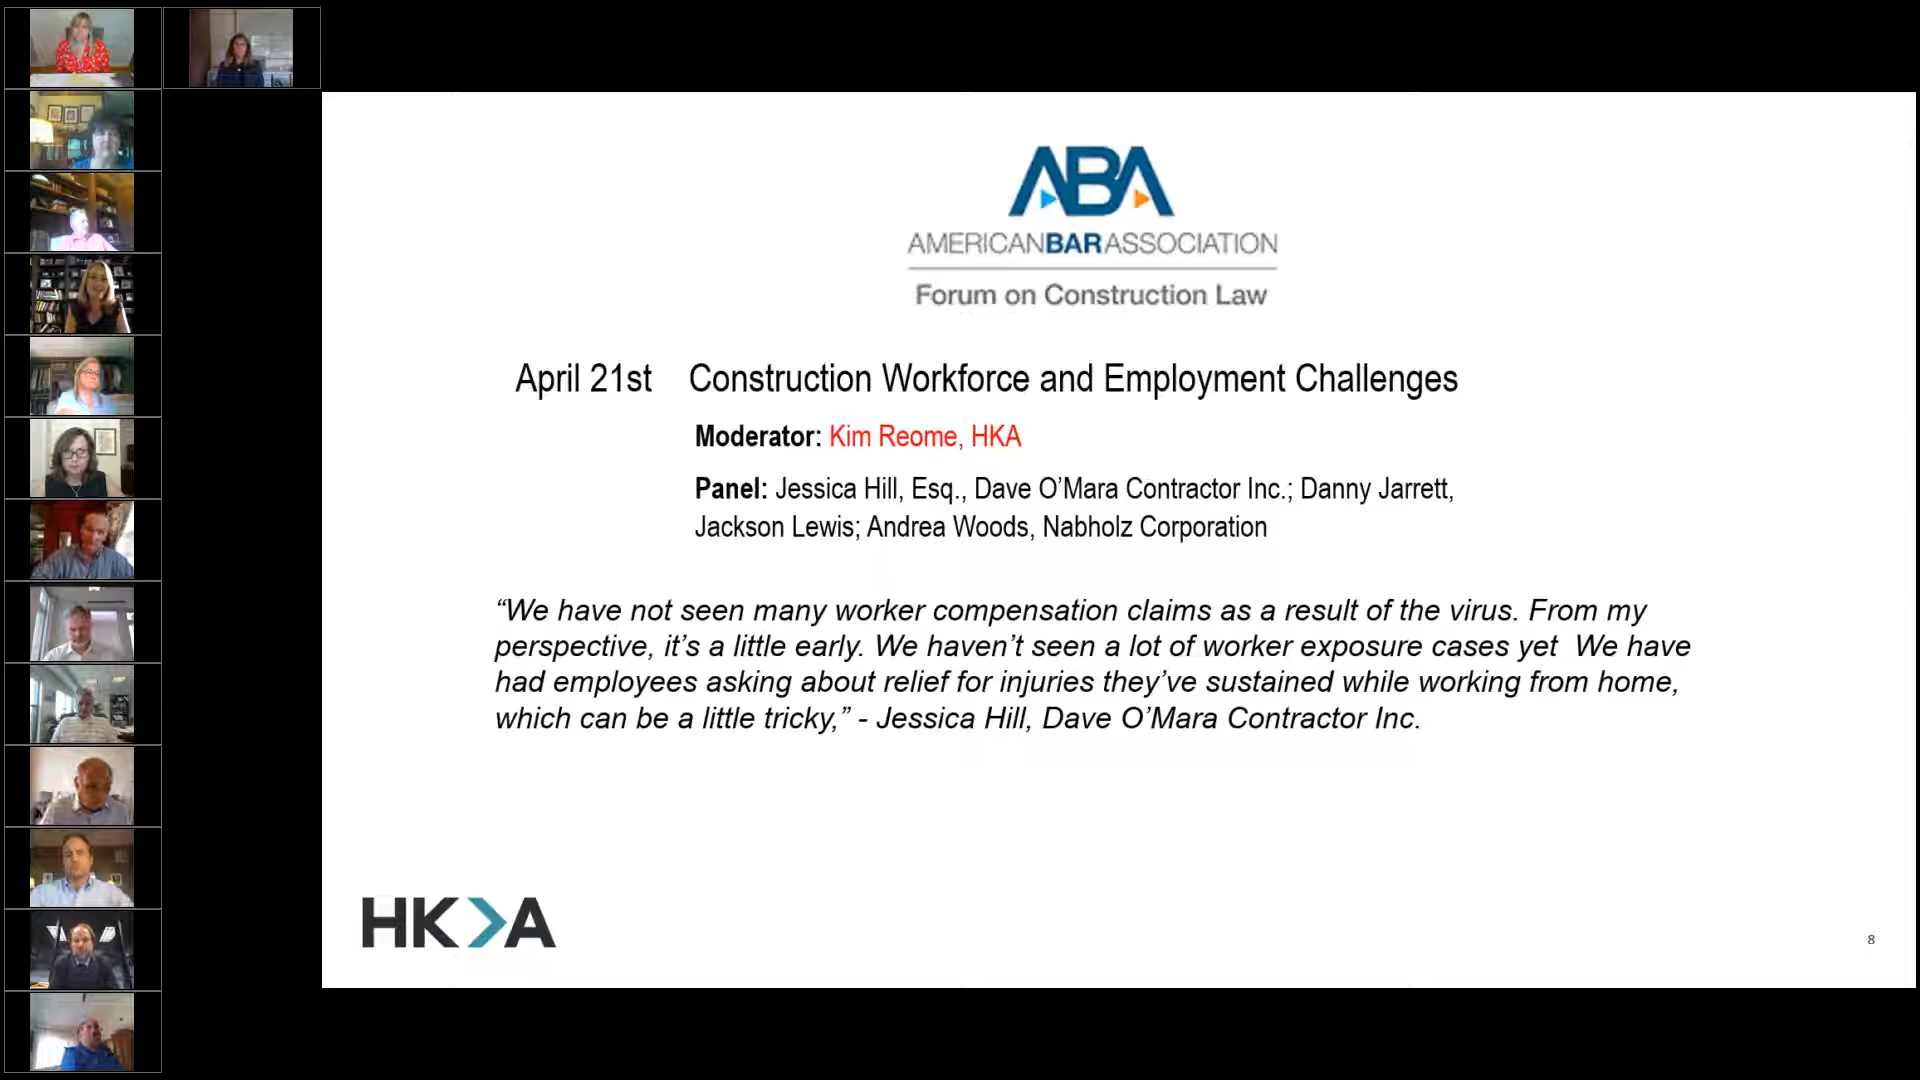 ABA
AMERICANBARASSOCIATION
Forum on Construction Law
April 21st Construction Workforce and Employment Challenges
Moderator: Kim Reome, HKA
Panel: Jessica Hill, Esq., Dave O’Mara Contractor Inc.; Danny Jarrett,
Jackson Lewis; Andrea Woods, Nabholz Corporation
“We have not seen many worker compensation claims as a result of the virus. From my
perspective, it’s a little early. We haven’t seen a lot of worker exposure cases yet  We have
had employees asking about relief for injuries they’ve sustained while working from home,
which can be a little tricky,” - Jessica Hill, Dave O’Mara Contractor Inc.
HKA
8